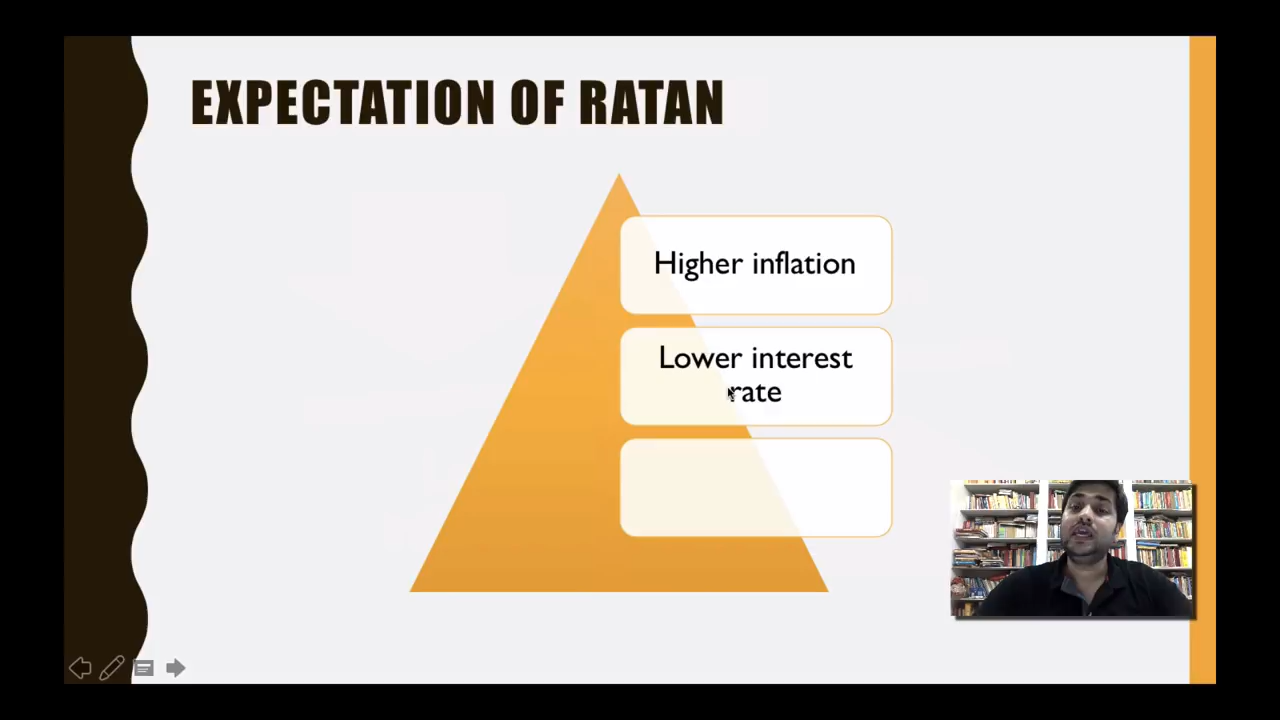 EXPECTATION OF RATAN
Higher inflation
Lower interest
rate